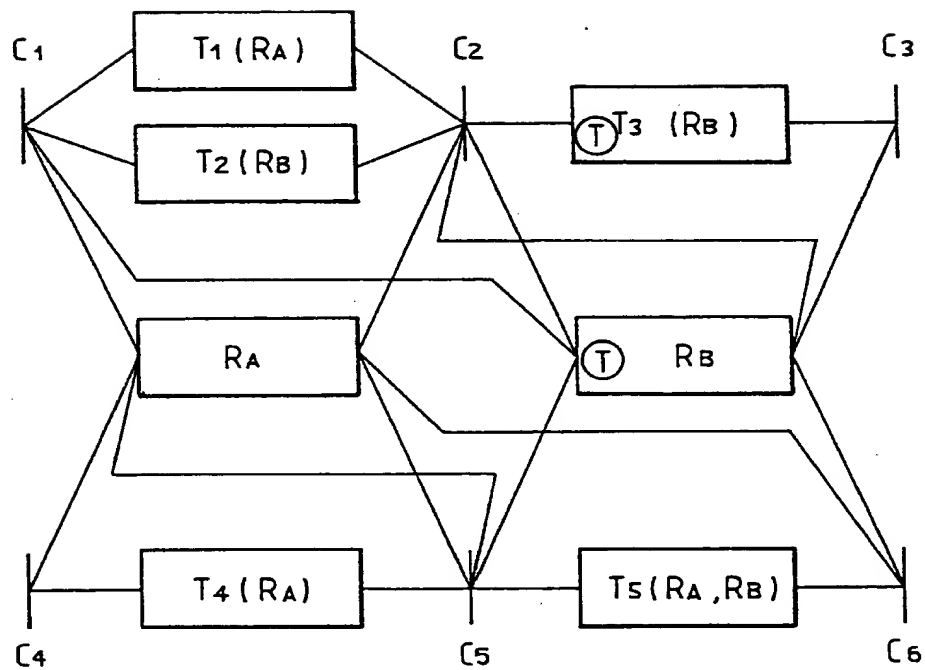 C1
T1 (RA)
C2
C3
T2 (RB)
T T3 (RB)
RA
T RB
T4 (RA)
T5 (RA, RB)
C4
C5
C6